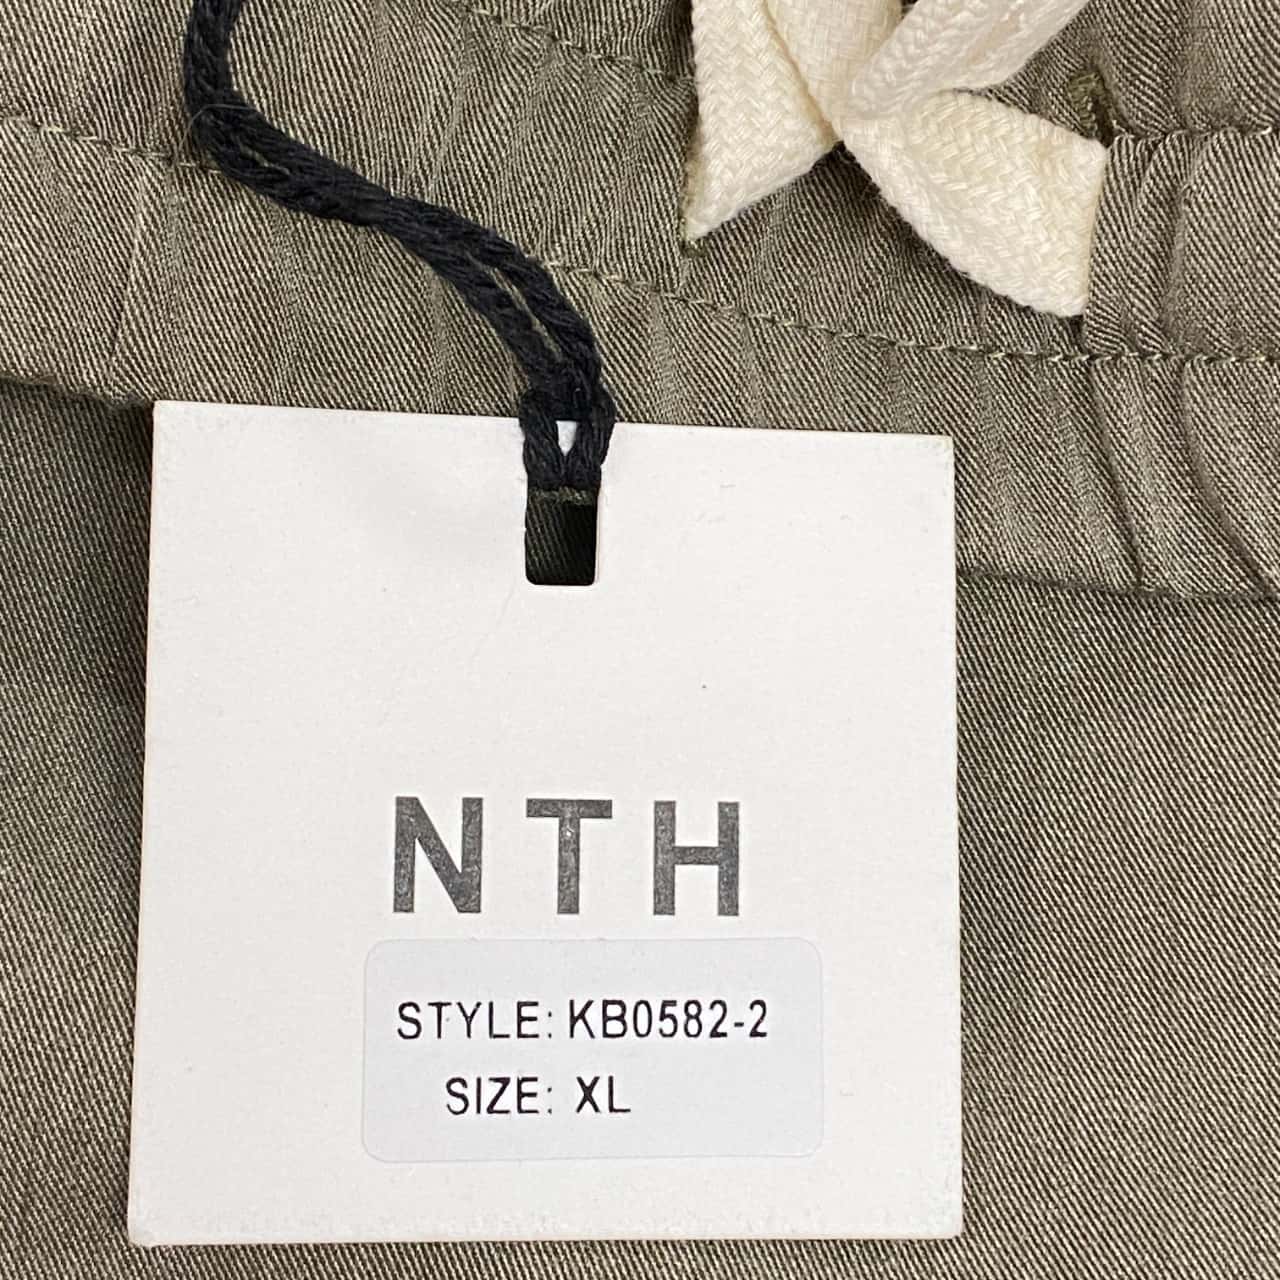 NTH
STYLE: KB0582-2
SIZE: XL